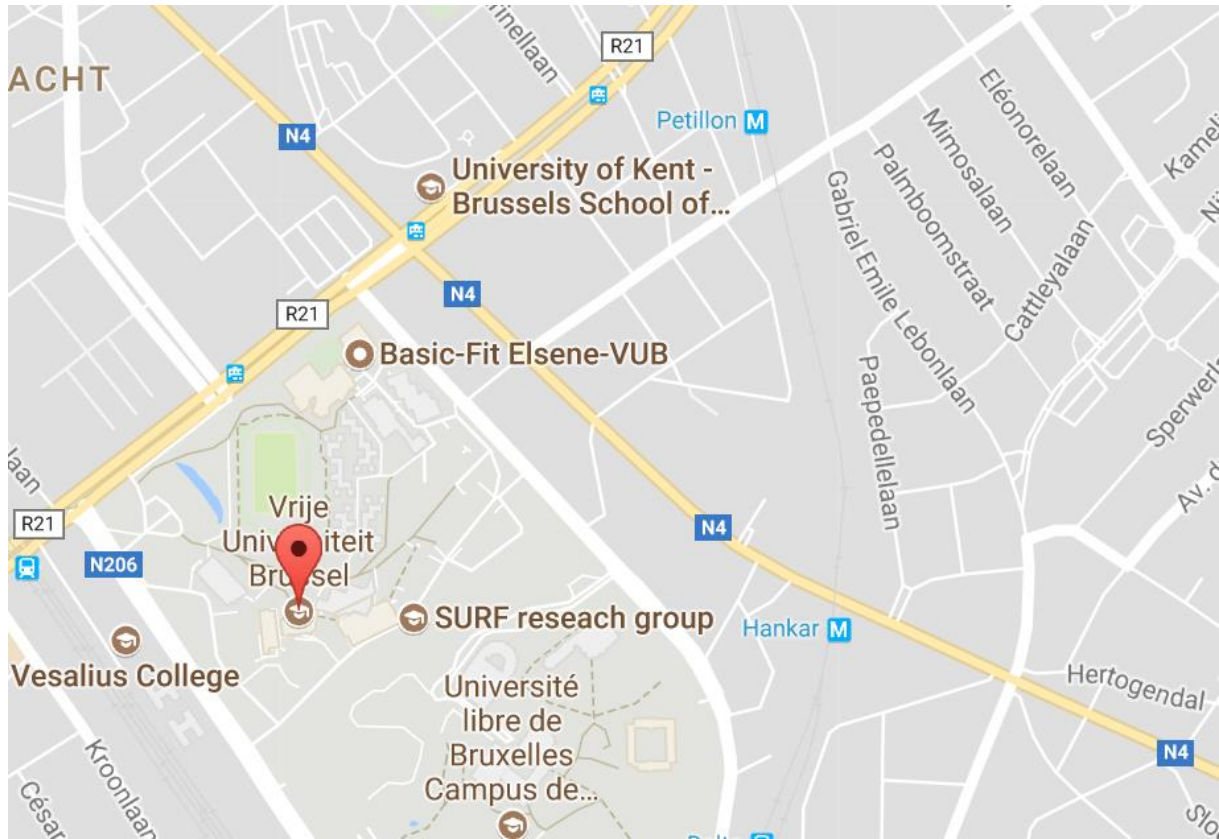 R21
ACHT
Petillon M
Eléonorelaan
N4
Mimosalaan
University of Kent -
Brussels School of...
Palmboomstraat
Gabriel Emile Lebonlaan
Cattleyalaan
N4
R21
Basic-Fit Elsene-VUB
Paepedellelaan
laan
Vrije
Universiteit
Brussel
R21
N206
N4
SURF reseach group
Hankar M
Vesalius College
Hertogendal
Université
libre de
Bruxelles
Campus de...
Kroonlaan
N4